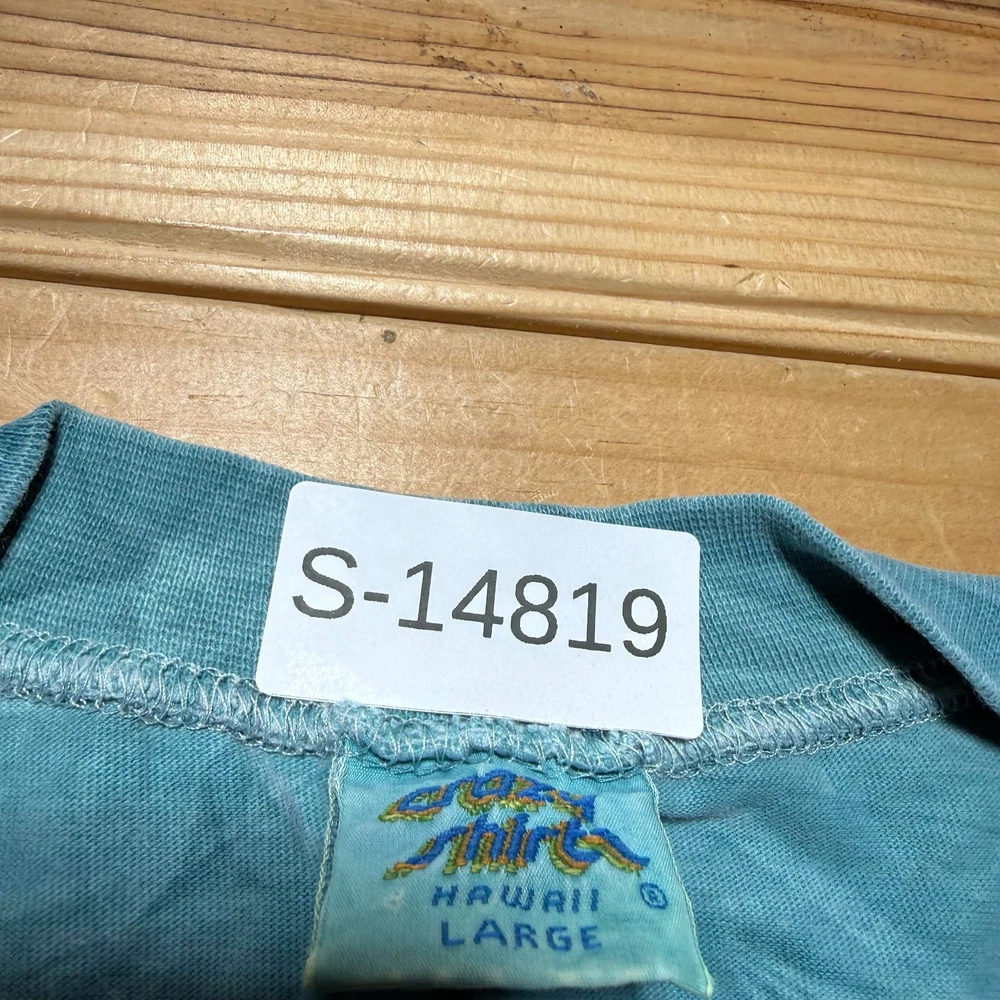 S-14819
crazy
shirts
HAWAII ®
LARGE